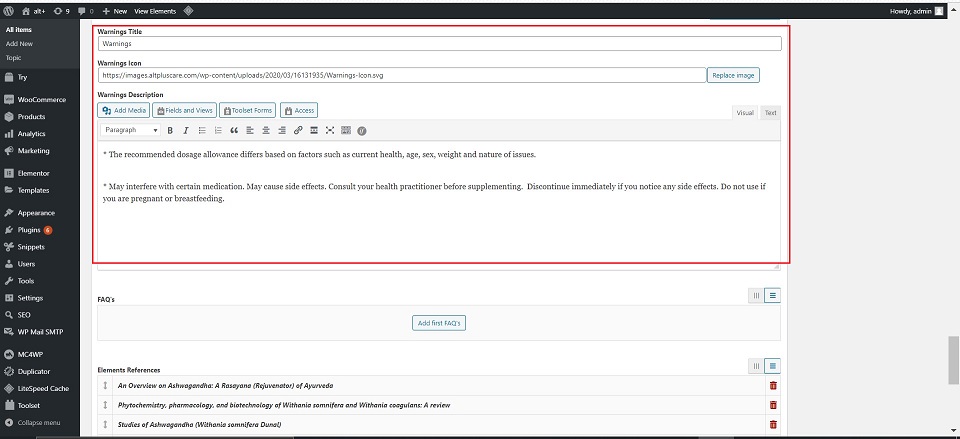 alt+ 9 0 New View Elements Howdy, admin
All items
Add New
Topic
Try
WooCommerce
Products
Analytics
Marketing
Elementor
Templates
Appearance
Plugins 6
Snippets
Users
Tools
Settings
SEO
WP Mail SMTP
MC4WP
Duplicator
LiteSpeed Cache
Toolset
Collapse menu
Warnings Title
Warnings
Warnings Icon
https://images.altpluscare.com/wp-content/uploads/2020/03/16131935/Warnings-Icon.svg Replace image
Warnings Description
Add Media Fields and Views Toolset Forms Access
Visual Text
Paragraph B I
* The recommended dosage allowance differs based on factors such as current health, age, sex, weight and nature of issues.
* May interfere with certain medication. May cause side effects. Consult your health practitioner before supplementing. Discontinue immediately if you notice any side effects. Do not use if
you are pregnant or breastfeeding.
FAQ's
Add first FAQ's
Elements References
An Overview on Ashwagandha: A Rasayana (Rejuvenator) of Ayurveda
Phytochemistry, pharmacology, and biotechnology of Withania somnifera and Withania coagulans: A review
Studies of Ashwagandha (Withania somnifera Dunal)